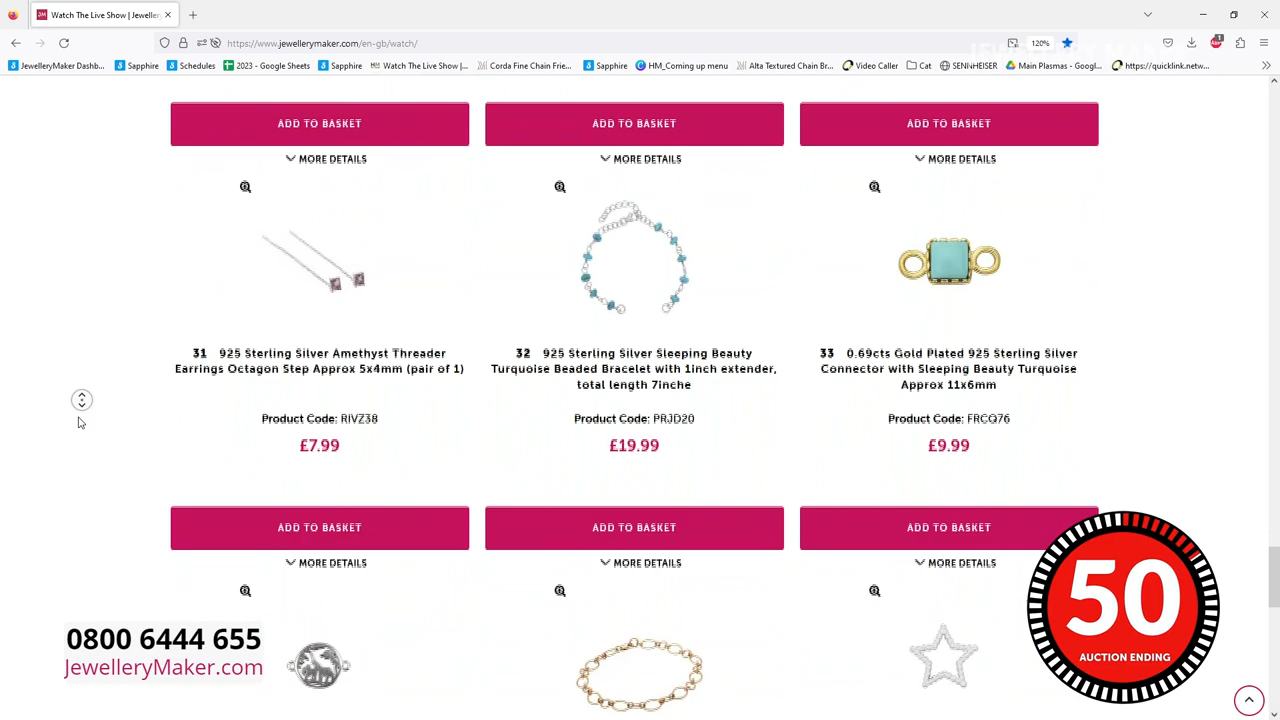 Watch The Live Show | Jeweller
https://www.jewellerymaker.com/en-gb/watch/
120%
1
JewelleryMaker Dashb...
Sapphire
Schedules
2023 - Google Sheets
Sapphire
Watch The Live Show |...
Corda Fine Chain Frie...
Sapphire
HM_Coming up menu
Alta Textured Chain Br...
Video Caller
Cat
SENNHEISER
Main Plasmas - Googl...
https://quicklink.netw...
ADD TO BASKET
ADD TO BASKET
ADD TO BASKET
MORE DETAILS
MORE DETAILS
MORE DETAILS
31 925 Sterling Silver Amethyst Threader
Earrings Octagon Step Approx 5x4mm (pair of 1)
Product Code: RIVZ38
£7.99
32 925 Sterling Silver Sleeping Beauty
Turquoise Beaded Bracelet with 1inch extender,
total length 7inche
Product Code: PRJD20
£19.99
33 0.69cts Gold Plated 925 Sterling Silver
Connector with Sleeping Beauty Turquoise
Approx 11x6mm
Product Code: FRCQ76
£9.99
ADD TO BASKET
ADD TO BASKET
ADD TO BASKET
MORE DETAILS
MORE DETAILS
MORE DETAILS
0800 6444 655
JewelleryMaker.com
50
AUCTION ENDING